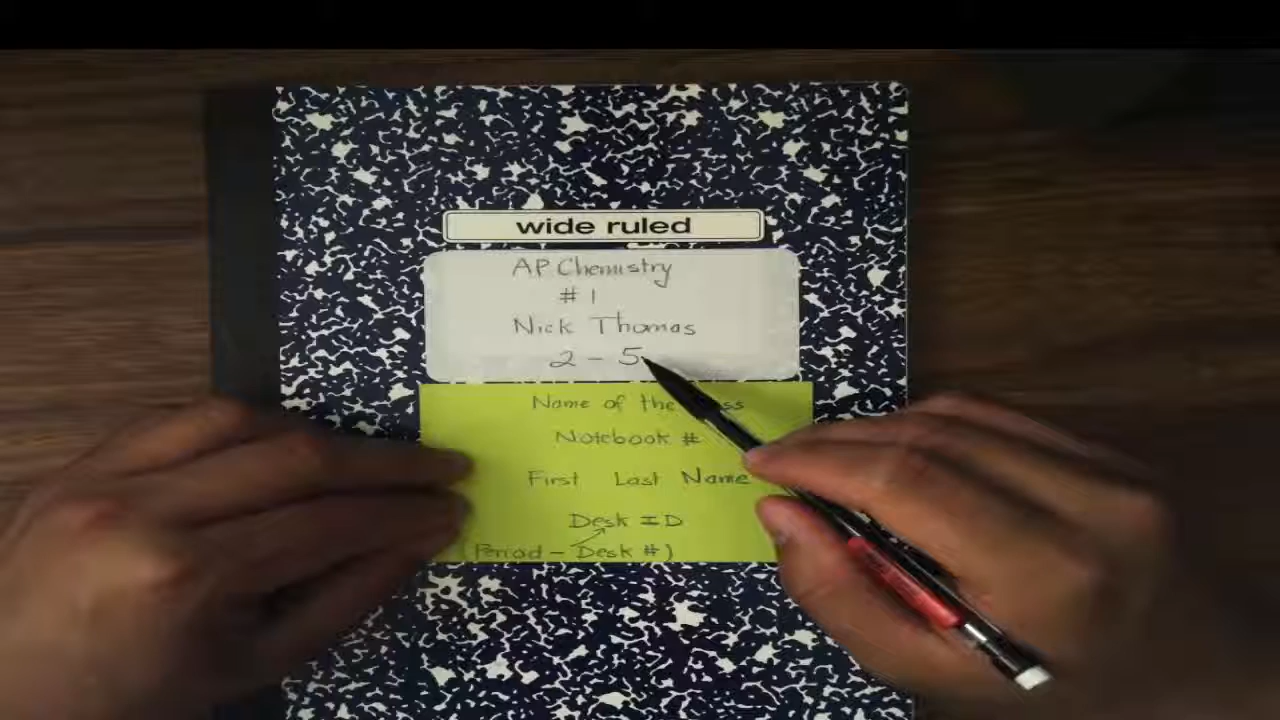 wide ruled
AP Chemistry
# 1
Nick Thomas
2 - 5
Name of the
Notebook #
First Last Name
Desk ID
(Period - Desk #)